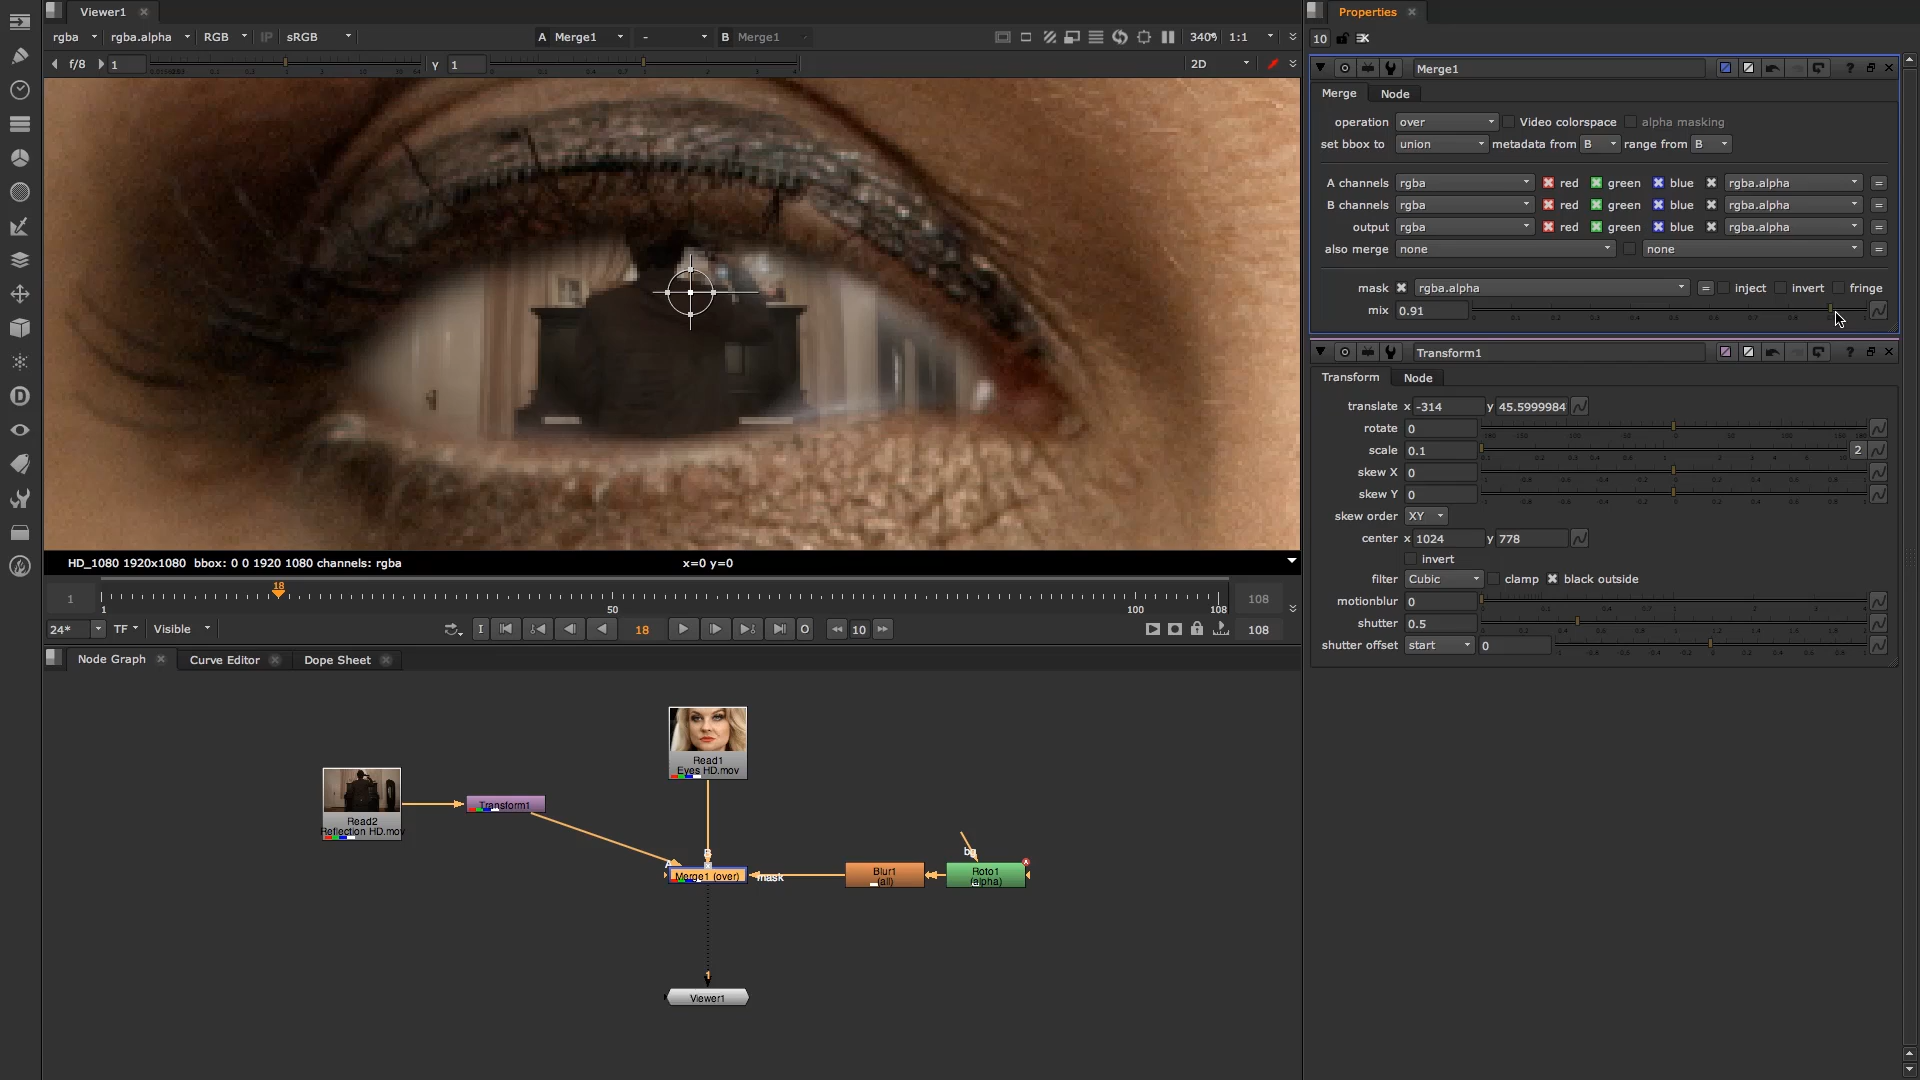 Viewer1
rgba rgba.alpha RGB IP sRGB A Merge1 - B Merge1 340% 1:1
f/8 1 Y 1 2D
HD_1080 1920x1080 bbox: 0 0 1920 1080 channels: rgba x=0 y=0
1 18 1 50 100 108 108
24* TF Visible I 18 O 10 108
Node Graph Curve Editor Dope Sheet
Read1
Eyes HD.mov
Read2
Reflection HD.mov
Transform1
A
B
Merge1 (over)
mask
Blur1
(all)
bg
Roto1
(alpha)
1
Viewer1
Properties
10
Merge1
Merge Node
operation over Video colorspace alpha masking
set bbox to union metadata from B range from B
A channels rgba red green blue rgba.alpha =
B channels rgba red green blue rgba.alpha =
output rgba red green blue rgba.alpha =
also merge none none =
mask rgba.alpha = inject invert fringe
mix 0.91
Transform1
Transform Node
translate x -314 y 45.5999984
rotate 0
scale 0.1 2
skew X 0
skew Y 0
skew order XY
center x 1024 y 778
invert
filter Cubic clamp black outside
motionblur 0
shutter 0.5
shutter offset start 0